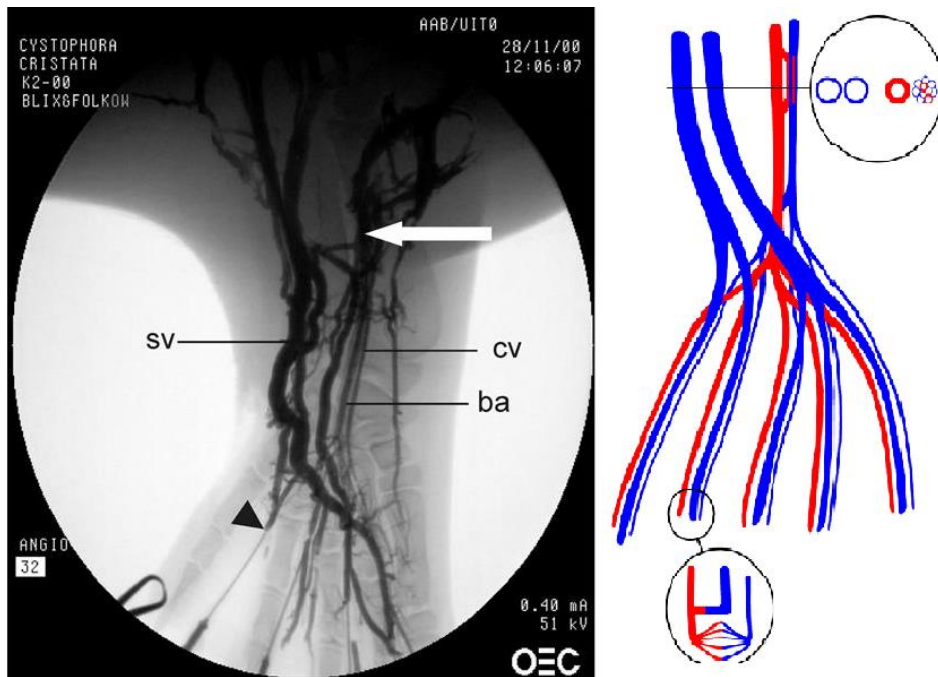 CYSTOPHORA
CRISTATA
K2-00
BLIX&FOLKOW
AAB/UIT0
28/11/00
12:06:07
sv
cv
ba
ANGIO
32
0.40 mA
51 kV
OEC